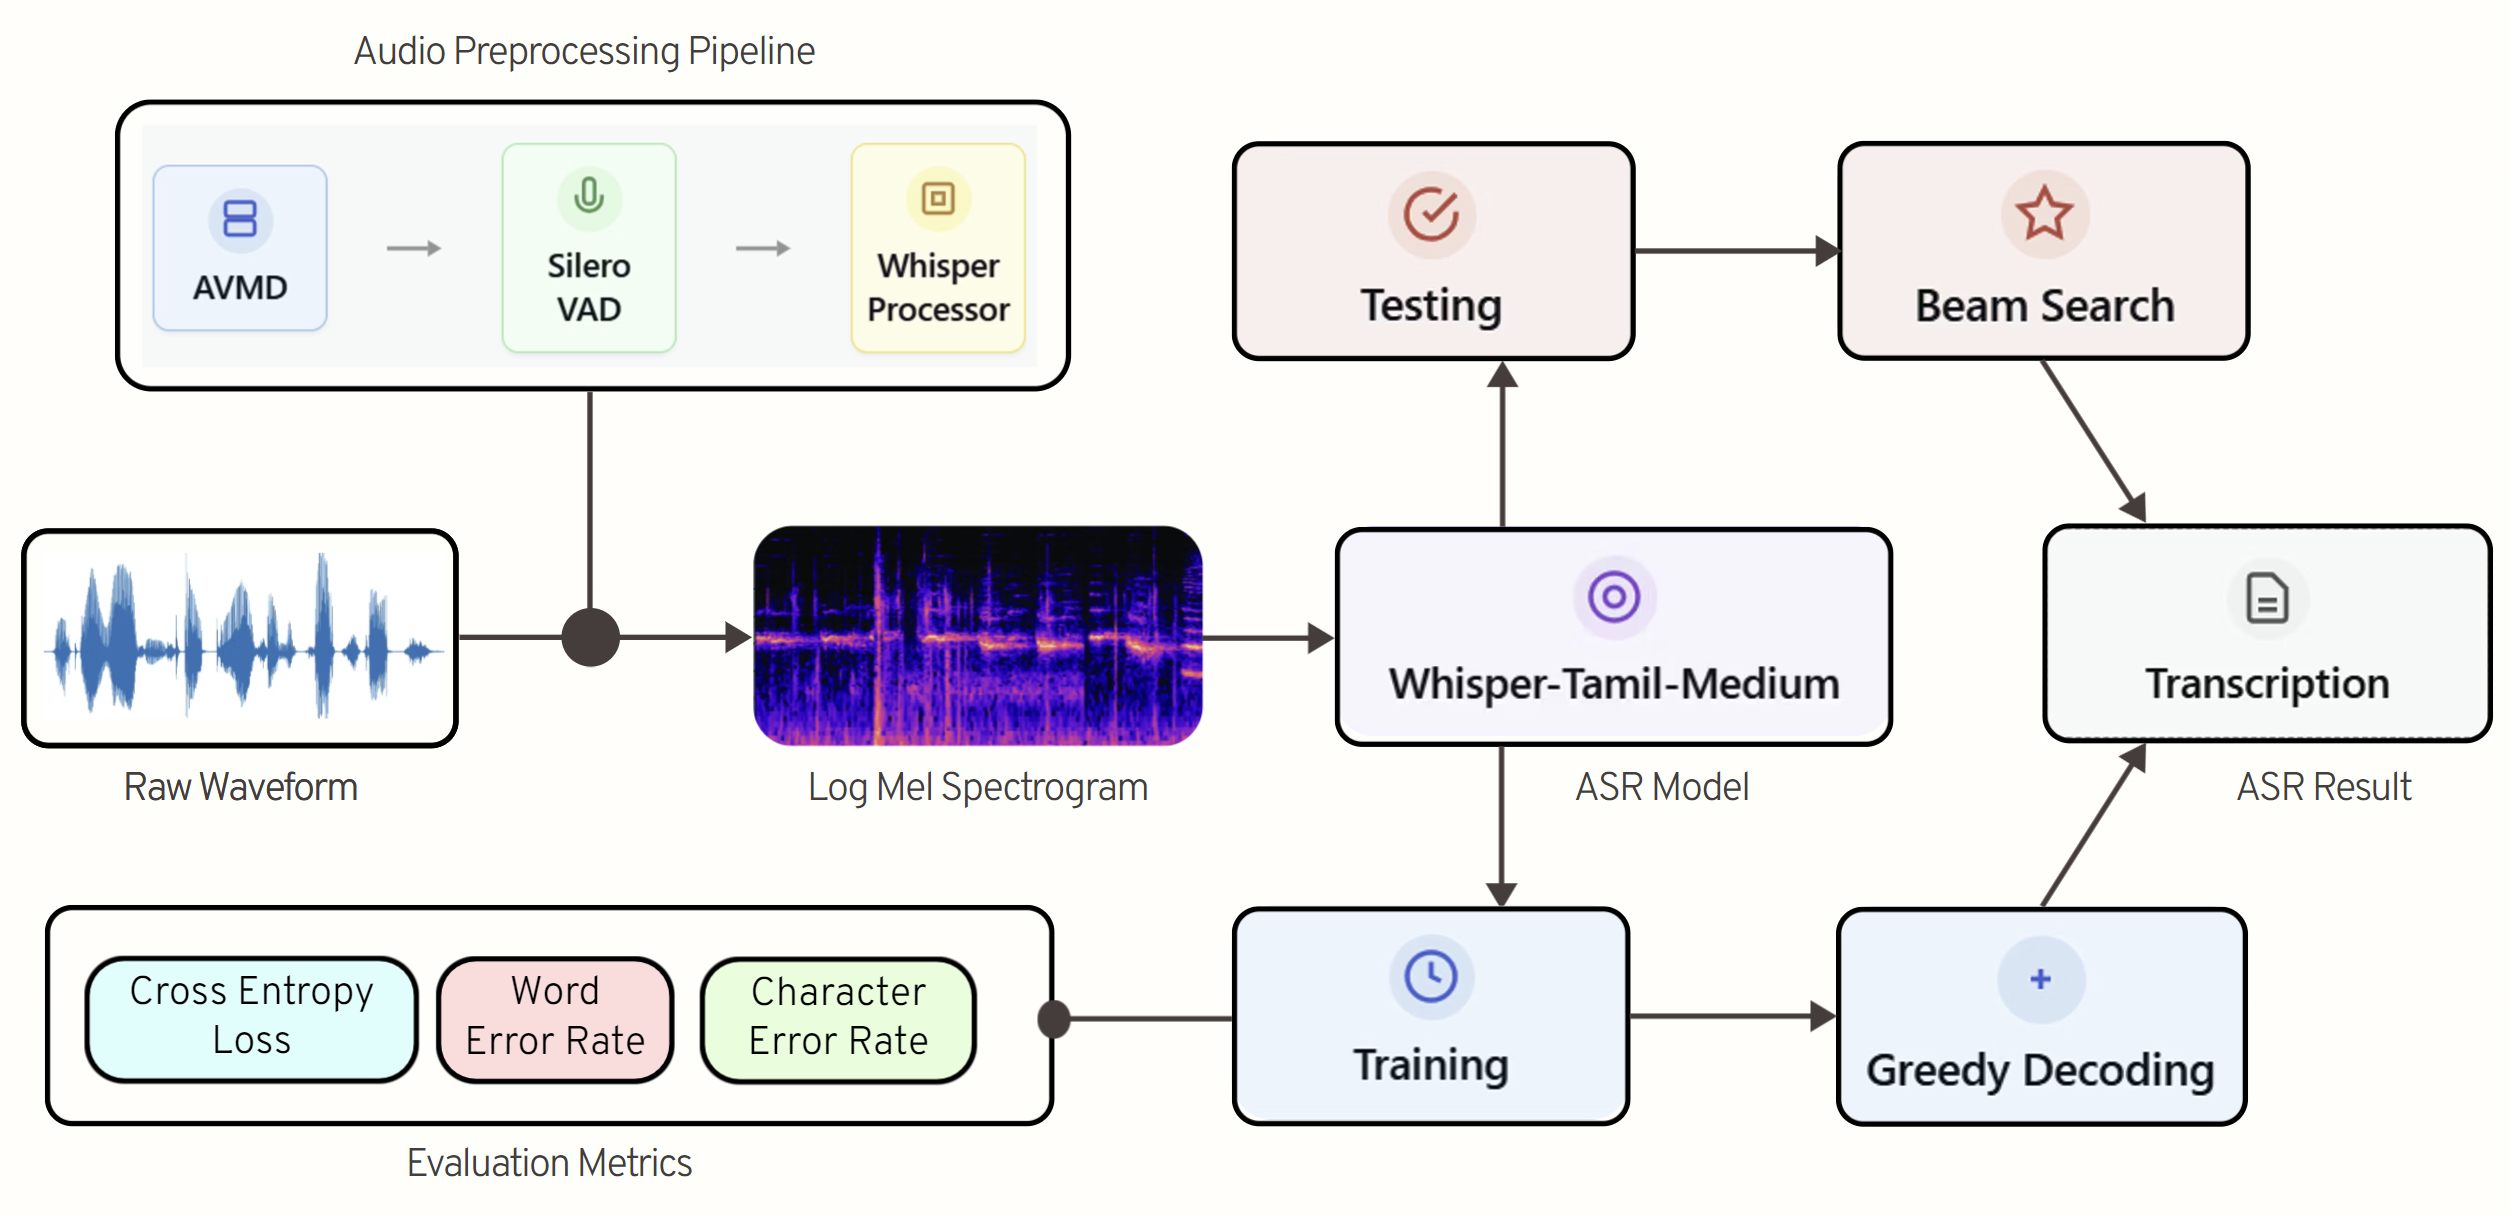 Audio Preprocessing Pipeline
AVMD
Silero
VAD
Whisper
Processor
Testing
Beam Search
Raw Waveform
Log Mel Spectrogram
Whisper-Tamil-Medium
ASR Model
Transcription
ASR Result
Cross Entropy
Loss
Word
Error Rate
Character
Error Rate
Evaluation Metrics
Training
Greedy Decoding